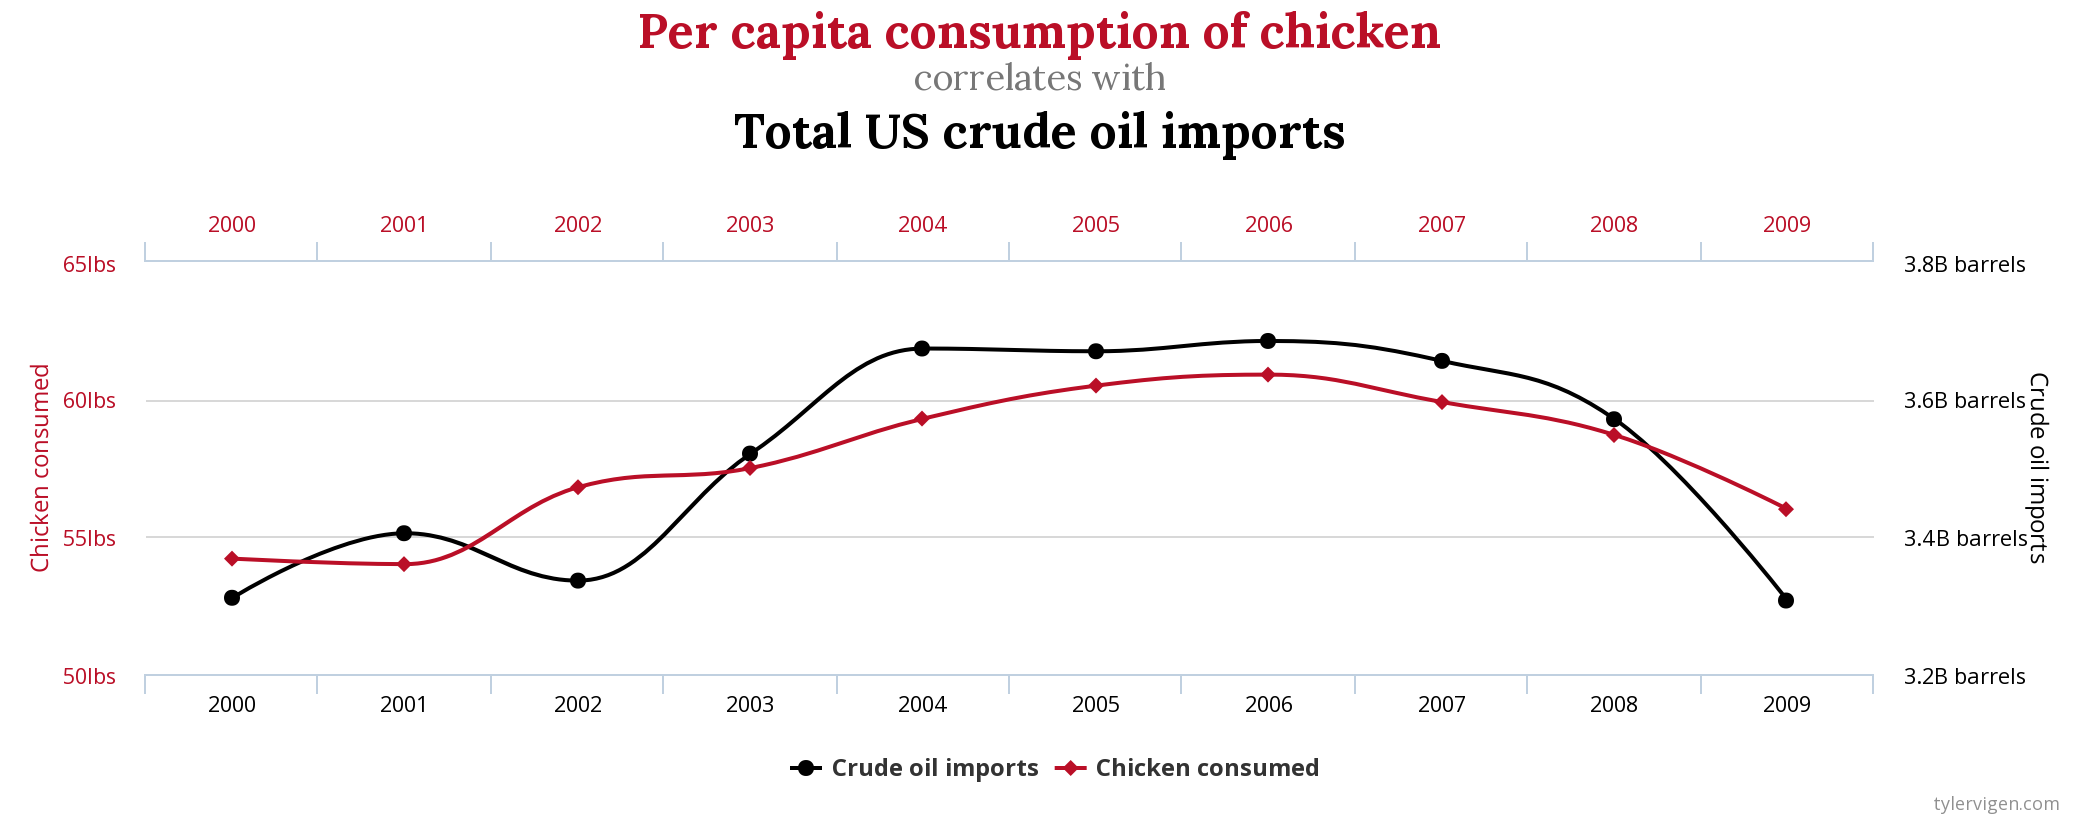 Per capita consumption of chicken
correlates with
Total US crude oil imports
2000 2001 2002 2003 2004 2005 2006 2007 2008 2009
65lbs 3.8B barrels
60lbs 3.6B barrels
55lbs 3.4B barrels
50lbs 3.2B barrels
Chicken consumed
Crude oil imports
2000 2001 2002 2003 2004 2005 2006 2007 2008 2009
Crude oil imports Chicken consumed
tylervigen.com